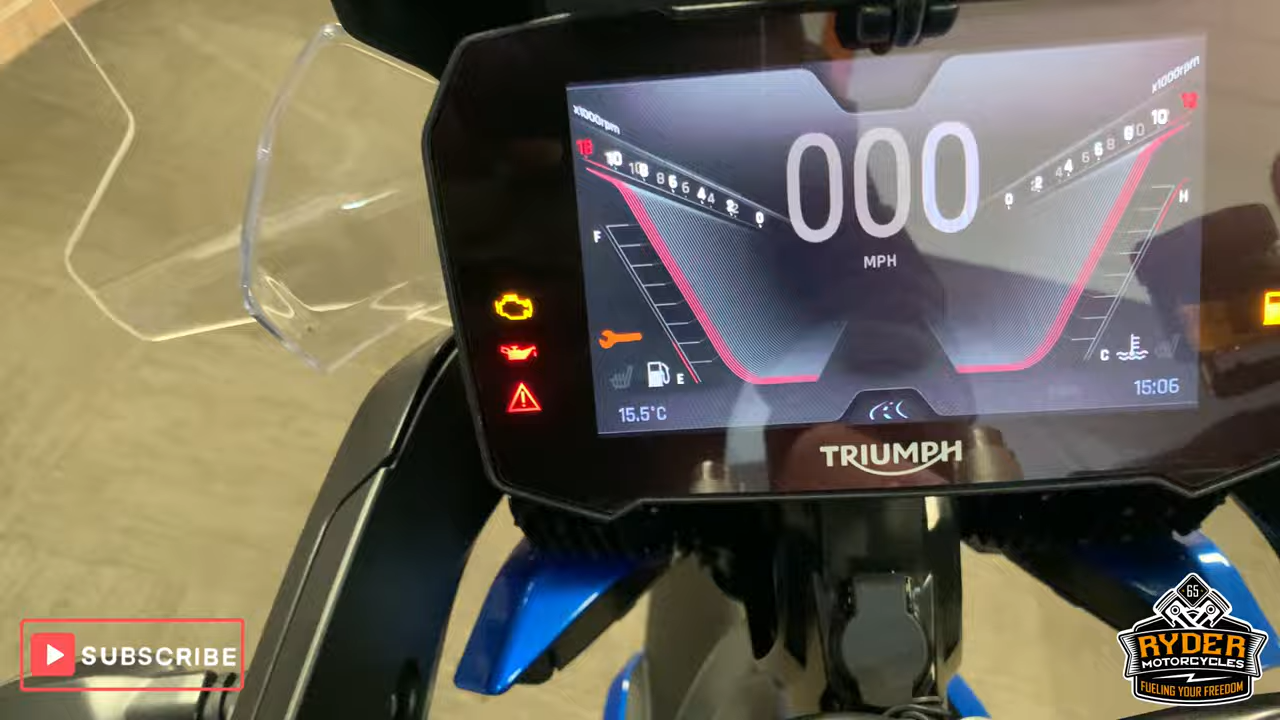 x1000rpm
x1000rpm
000
MPH
F
H
E
C
15.5°C
15:06
TRIUMPH
SUBSCRIBE
65
RYDER
MOTORCYCLES
FUELING YOUR FREEDOM